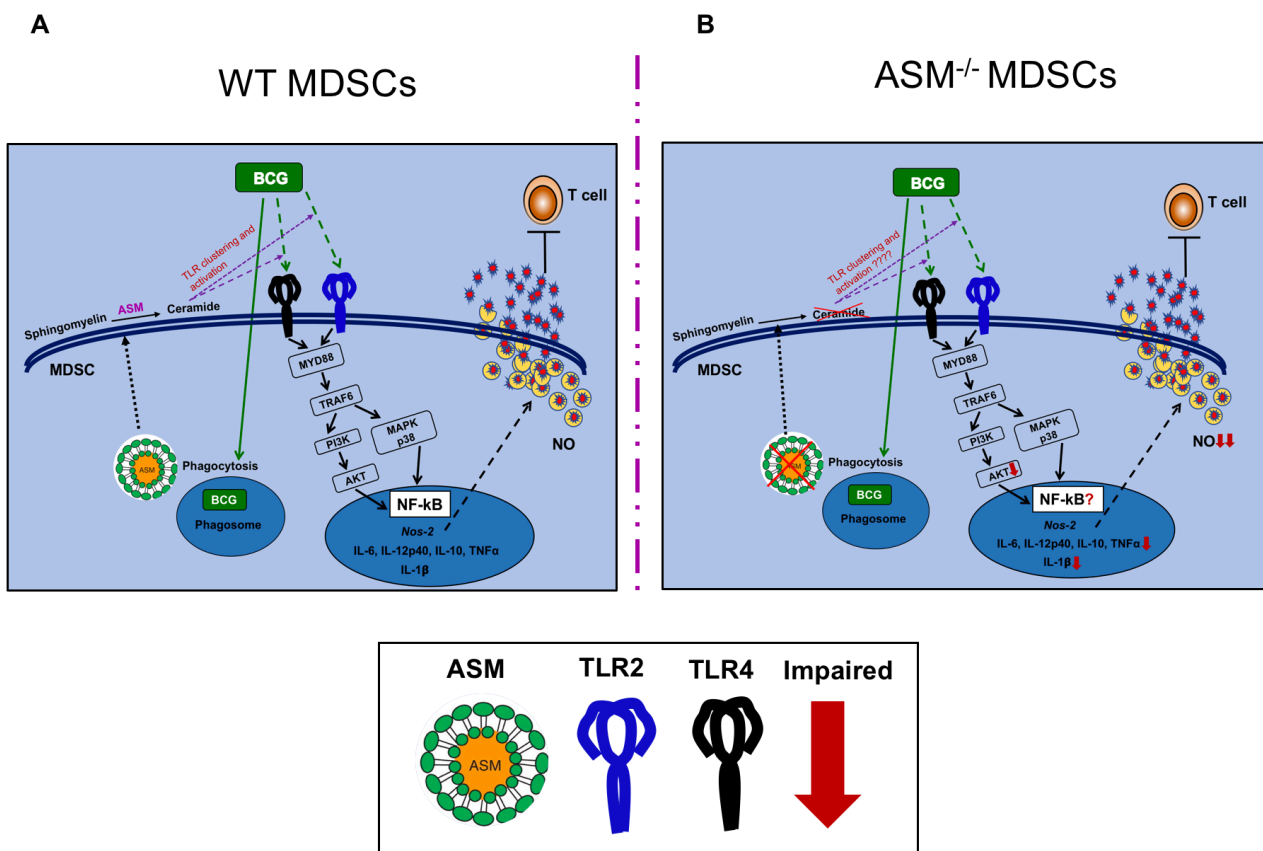 A
WT MDSCs
BCG
T cell
TLR clustering and
activation
ASM
Sphingomyelin
Ceramide
MDSC
MYD88
TRAF6
PI3K
MAPK
p38
AKT
NO
ASM
Phagocytosis
BCG
Phagosome
NF-kB
Nos-2
IL-6, IL-12p40, IL-10, TNFα
IL-1β
B
ASM-/- MDSCs
BCG
T cell
TLR clustering and
activation ????
Sphingomyelin
Ceramide
MDSC
MYD88
TRAF6
PI3K
MAPK
p38
AKT
NO
ASM
Phagocytosis
BCG
Phagosome
NF-kB?
Nos-2
IL-6, IL-12p40, IL-10, TNFα
IL-1β
ASM TLR2 TLR4 Impaired
ASM